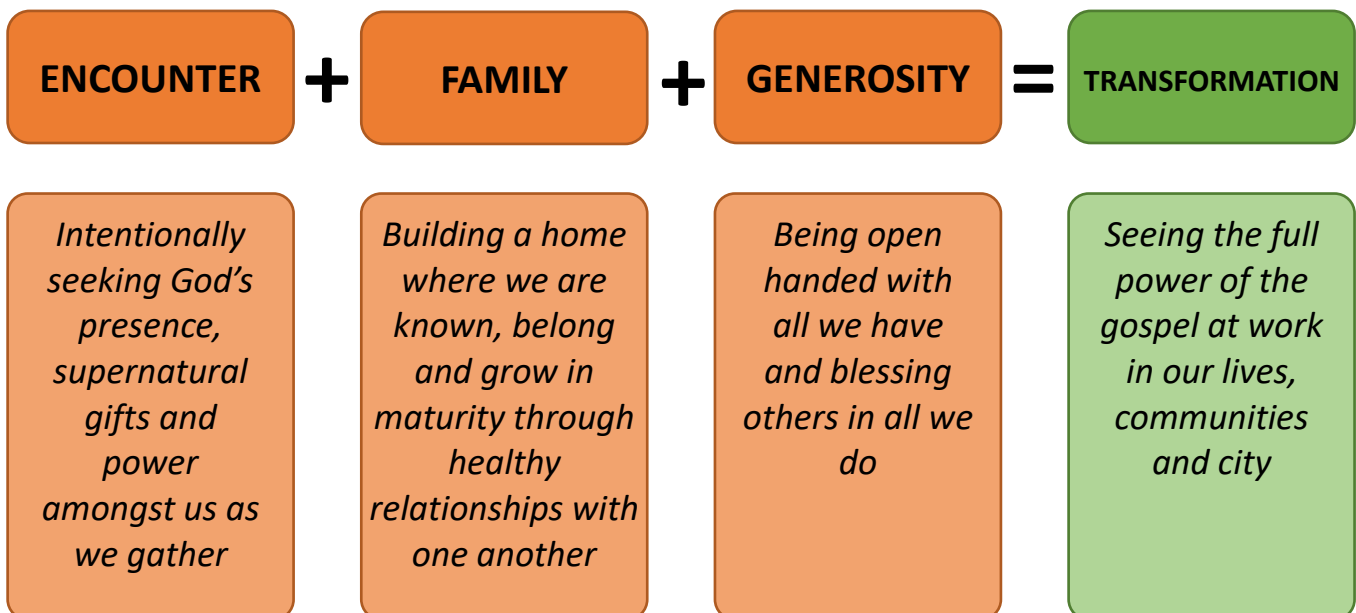 ENCOUNTER + FAMILY + GENEROSITY = TRANSFORMATION
Intentionally
seeking God’s
presence,
supernatural
gifts and
power
amongst us as
we gather
Building a home
where we are
known, belong
and grow in
maturity through
healthy
relationships with
one another
Being open
handed with
all we have
and blessing
others in all we
do
Seeing the full
power of the
gospel at work
in our lives,
communities
and city